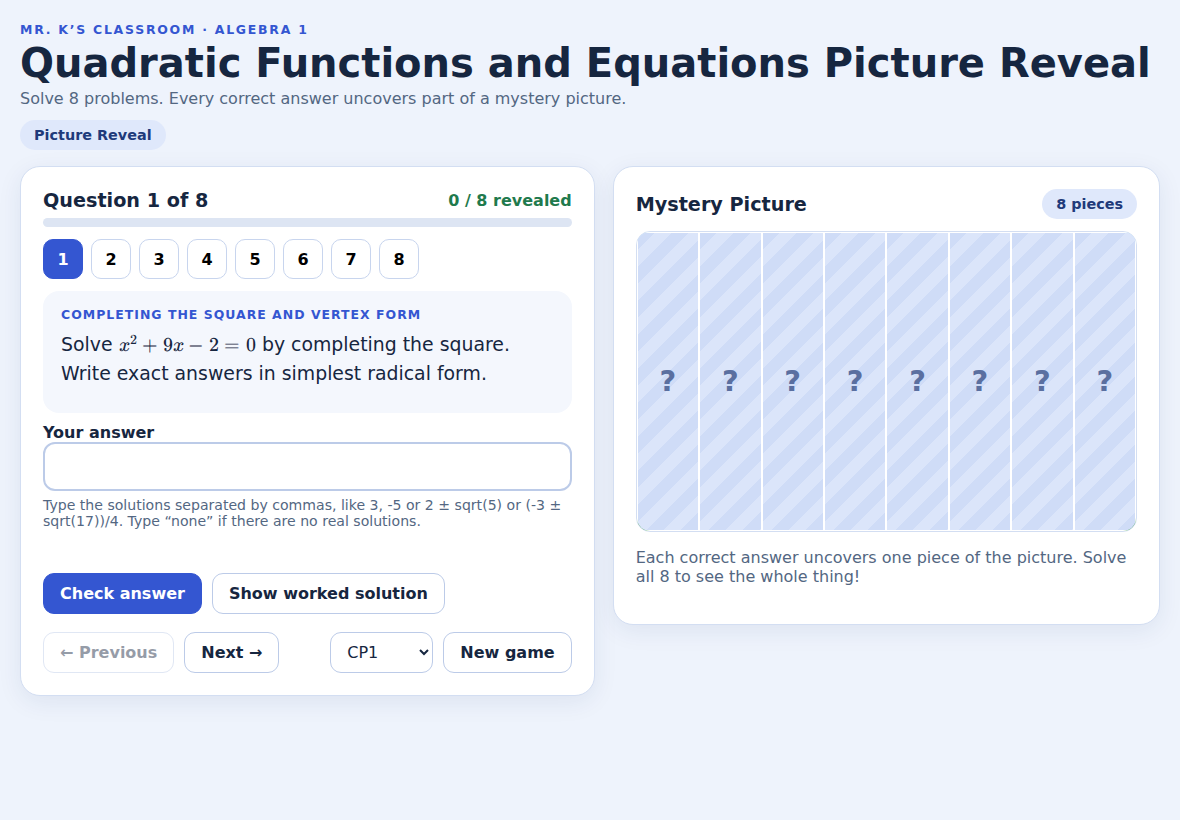 MR. K’S CLASSROOM · ALGEBRA 1
Quadratic Functions and Equations Picture Reveal
Solve 8 problems. Every correct answer uncovers part of a mystery picture.
Picture Reveal
Question 1 of 8
0 / 8 revealed
1 2 3 4 5 6 7 8
COMPLETING THE SQUARE AND VERTEX FORM
Solve x² + 9x − 2 = 0 by completing the square.
Write exact answers in simplest radical form.
Your answer
Type the solutions separated by commas, like 3, -5 or 2 ± sqrt(5) or (-3 ±
sqrt(17))/4. Type “none” if there are no real solutions.
Check answer
Show worked solution
← Previous
Next →
CP1
New game
Mystery Picture
8 pieces
? ? ? ? ? ? ? ?
Each correct answer uncovers one piece of the picture. Solve
all 8 to see the whole thing!